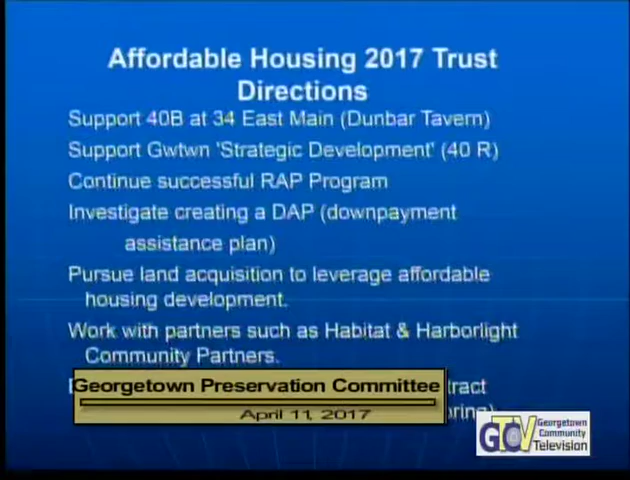 Affordable Housing 2017 Trust
Directions
Support 40B at 34 East Main (Dunbar Tavern)
Support Gwtwn 'Strategic Development' (40 R)
Continue successful RAP Program
Investigate creating a DAP (downpayment
assistance plan)
Pursue land acquisition to leverage affordable
housing development.
Work with partners such as Habitat & Harborlight
Community Partners.
Georgetown Preservation Committee
April 11, 2017
GTCV
Georgetown
Community
Television